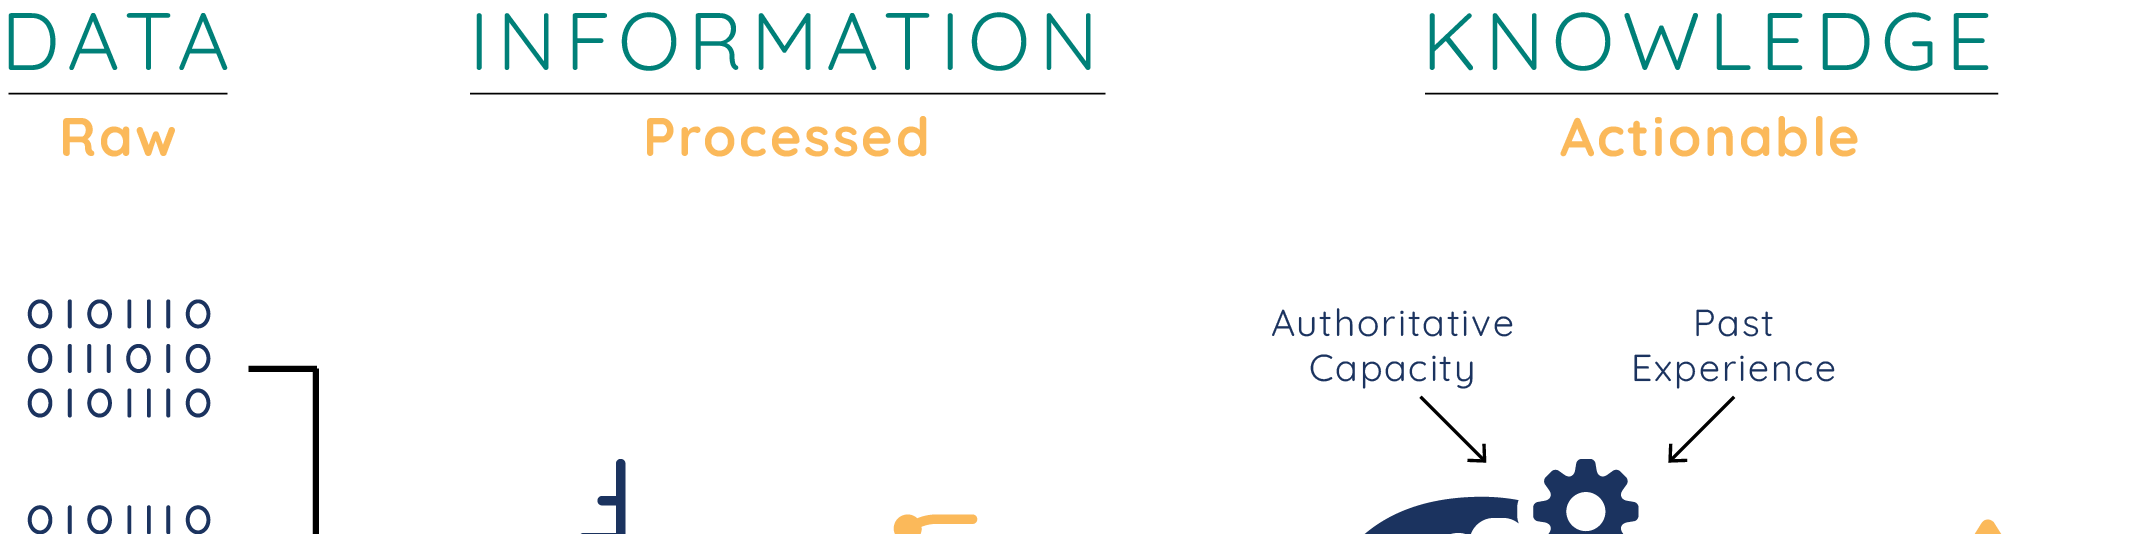 DATA
Raw
INFORMATION
Processed
KNOWLEDGE
Actionable
0101110
0111010
0101110
0101110
Authoritative
Capacity
Past
Experience